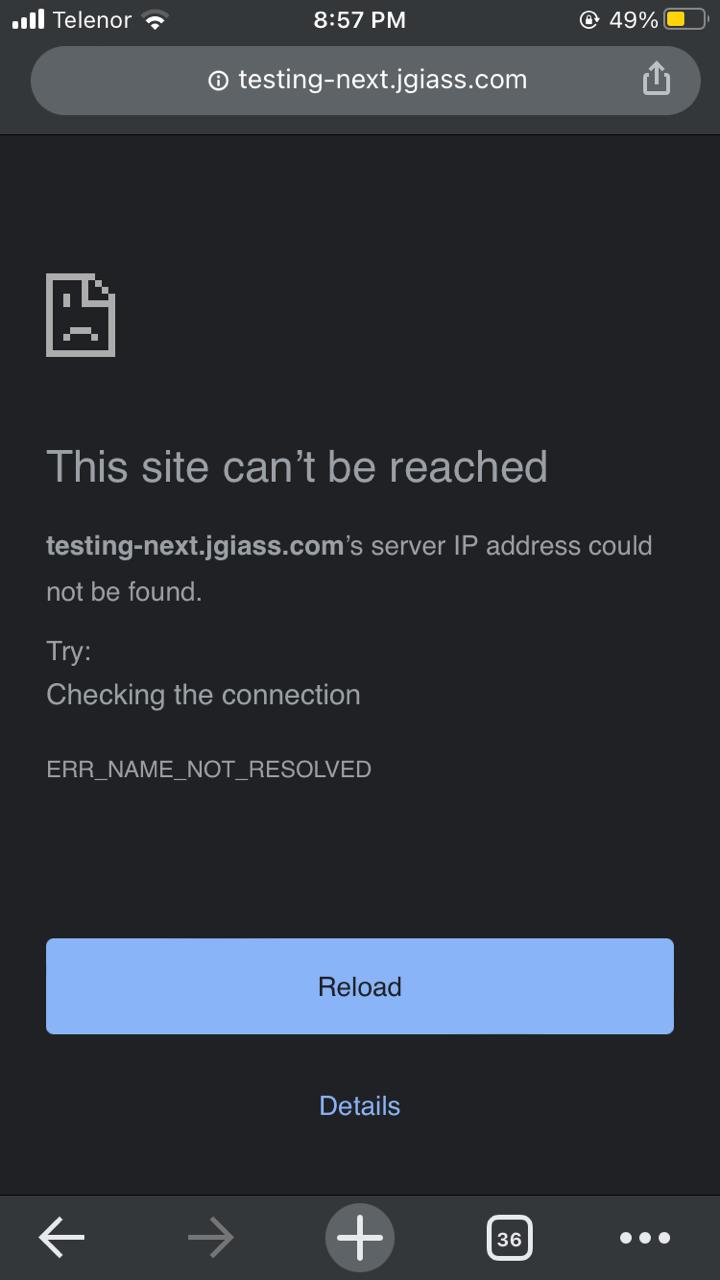 Telenor 8:57 PM 49%
testing-next.jgiass.com
This site can’t be reached
testing-next.jgiass.com’s server IP address could
not be found.
Try:
Checking the connection
ERR_NAME_NOT_RESOLVED
Reload
Details
36